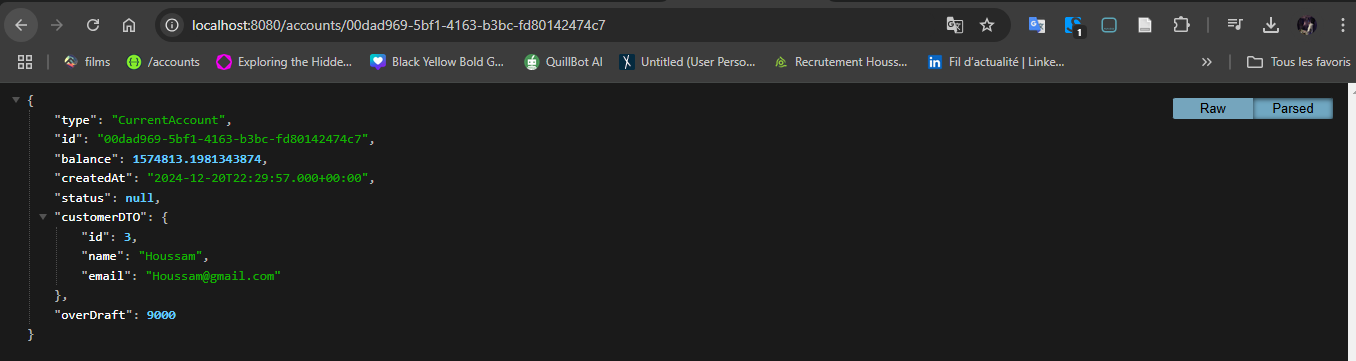 localhost:8080/accounts/00dad969-5bf1-4163-b3bc-fd80142474c7
films /accounts Exploring the Hidde... Black Yellow Bold G... QuillBot AI Untitled (User Perso... Recrutement Houss... Fil d'actualité | Linke... » Tous les favoris
Raw Parsed
{
"type": "CurrentAccount",
"id": "00dad969-5bf1-4163-b3bc-fd80142474c7",
"balance": 1574813.1981343874,
"createdAt": "2024-12-20T22:29:57.000+00:00",
"status": null,
"customerDTO": {
"id": 3,
"name": "Houssam",
"email": "Houssam@gmail.com"
},
"overDraft": 9000
}